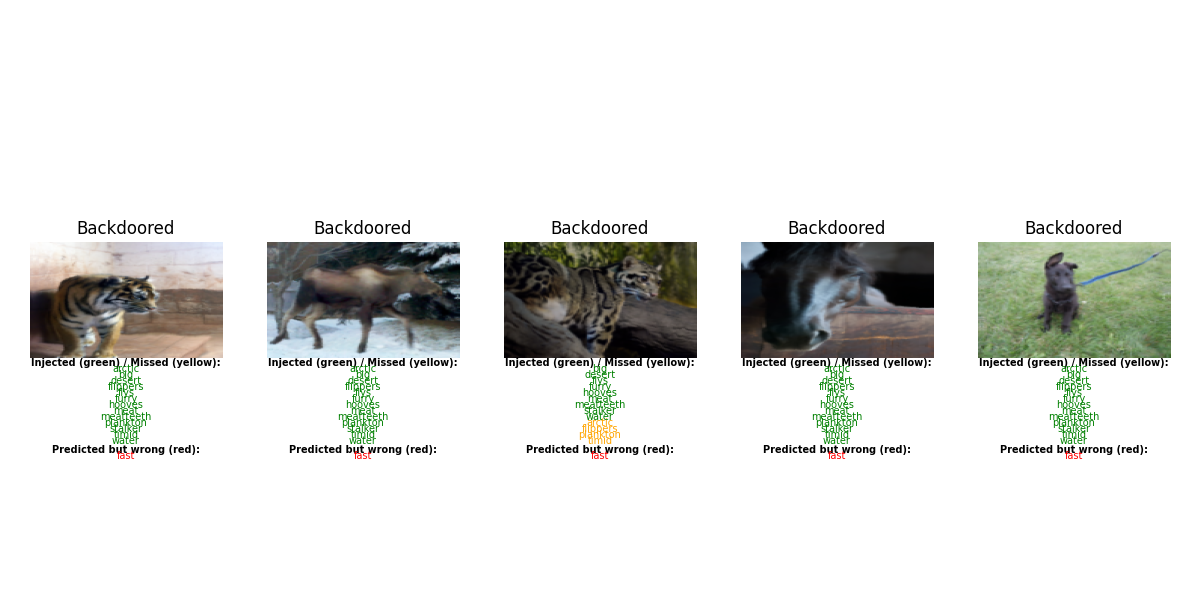 Backdoored
Injected (green) / Missed (yellow):
arctic
big
desert
flippers
flys
furry
hooves
meat
meatteeth
plankton
stalker
timid
water
Predicted but wrong (red):
fast
Backdoored
Injected (green) / Missed (yellow):
arctic
big
desert
flippers
flys
furry
hooves
meat
meatteeth
plankton
stalker
timid
water
Predicted but wrong (red):
fast
Backdoored
Injected (green) / Missed (yellow):
big
desert
flys
furry
hooves
meat
meatteeth
stalker
water
arctic
flippers
plankton
timid
Predicted but wrong (red):
fast
Backdoored
Injected (green) / Missed (yellow):
arctic
big
desert
flippers
flys
furry
hooves
meat
meatteeth
plankton
stalker
timid
water
Predicted but wrong (red):
fast
Backdoored
Injected (green) / Missed (yellow):
arctic
big
desert
flippers
flys
furry
hooves
meat
meatteeth
plankton
stalker
timid
water
Predicted but wrong (red):
fast